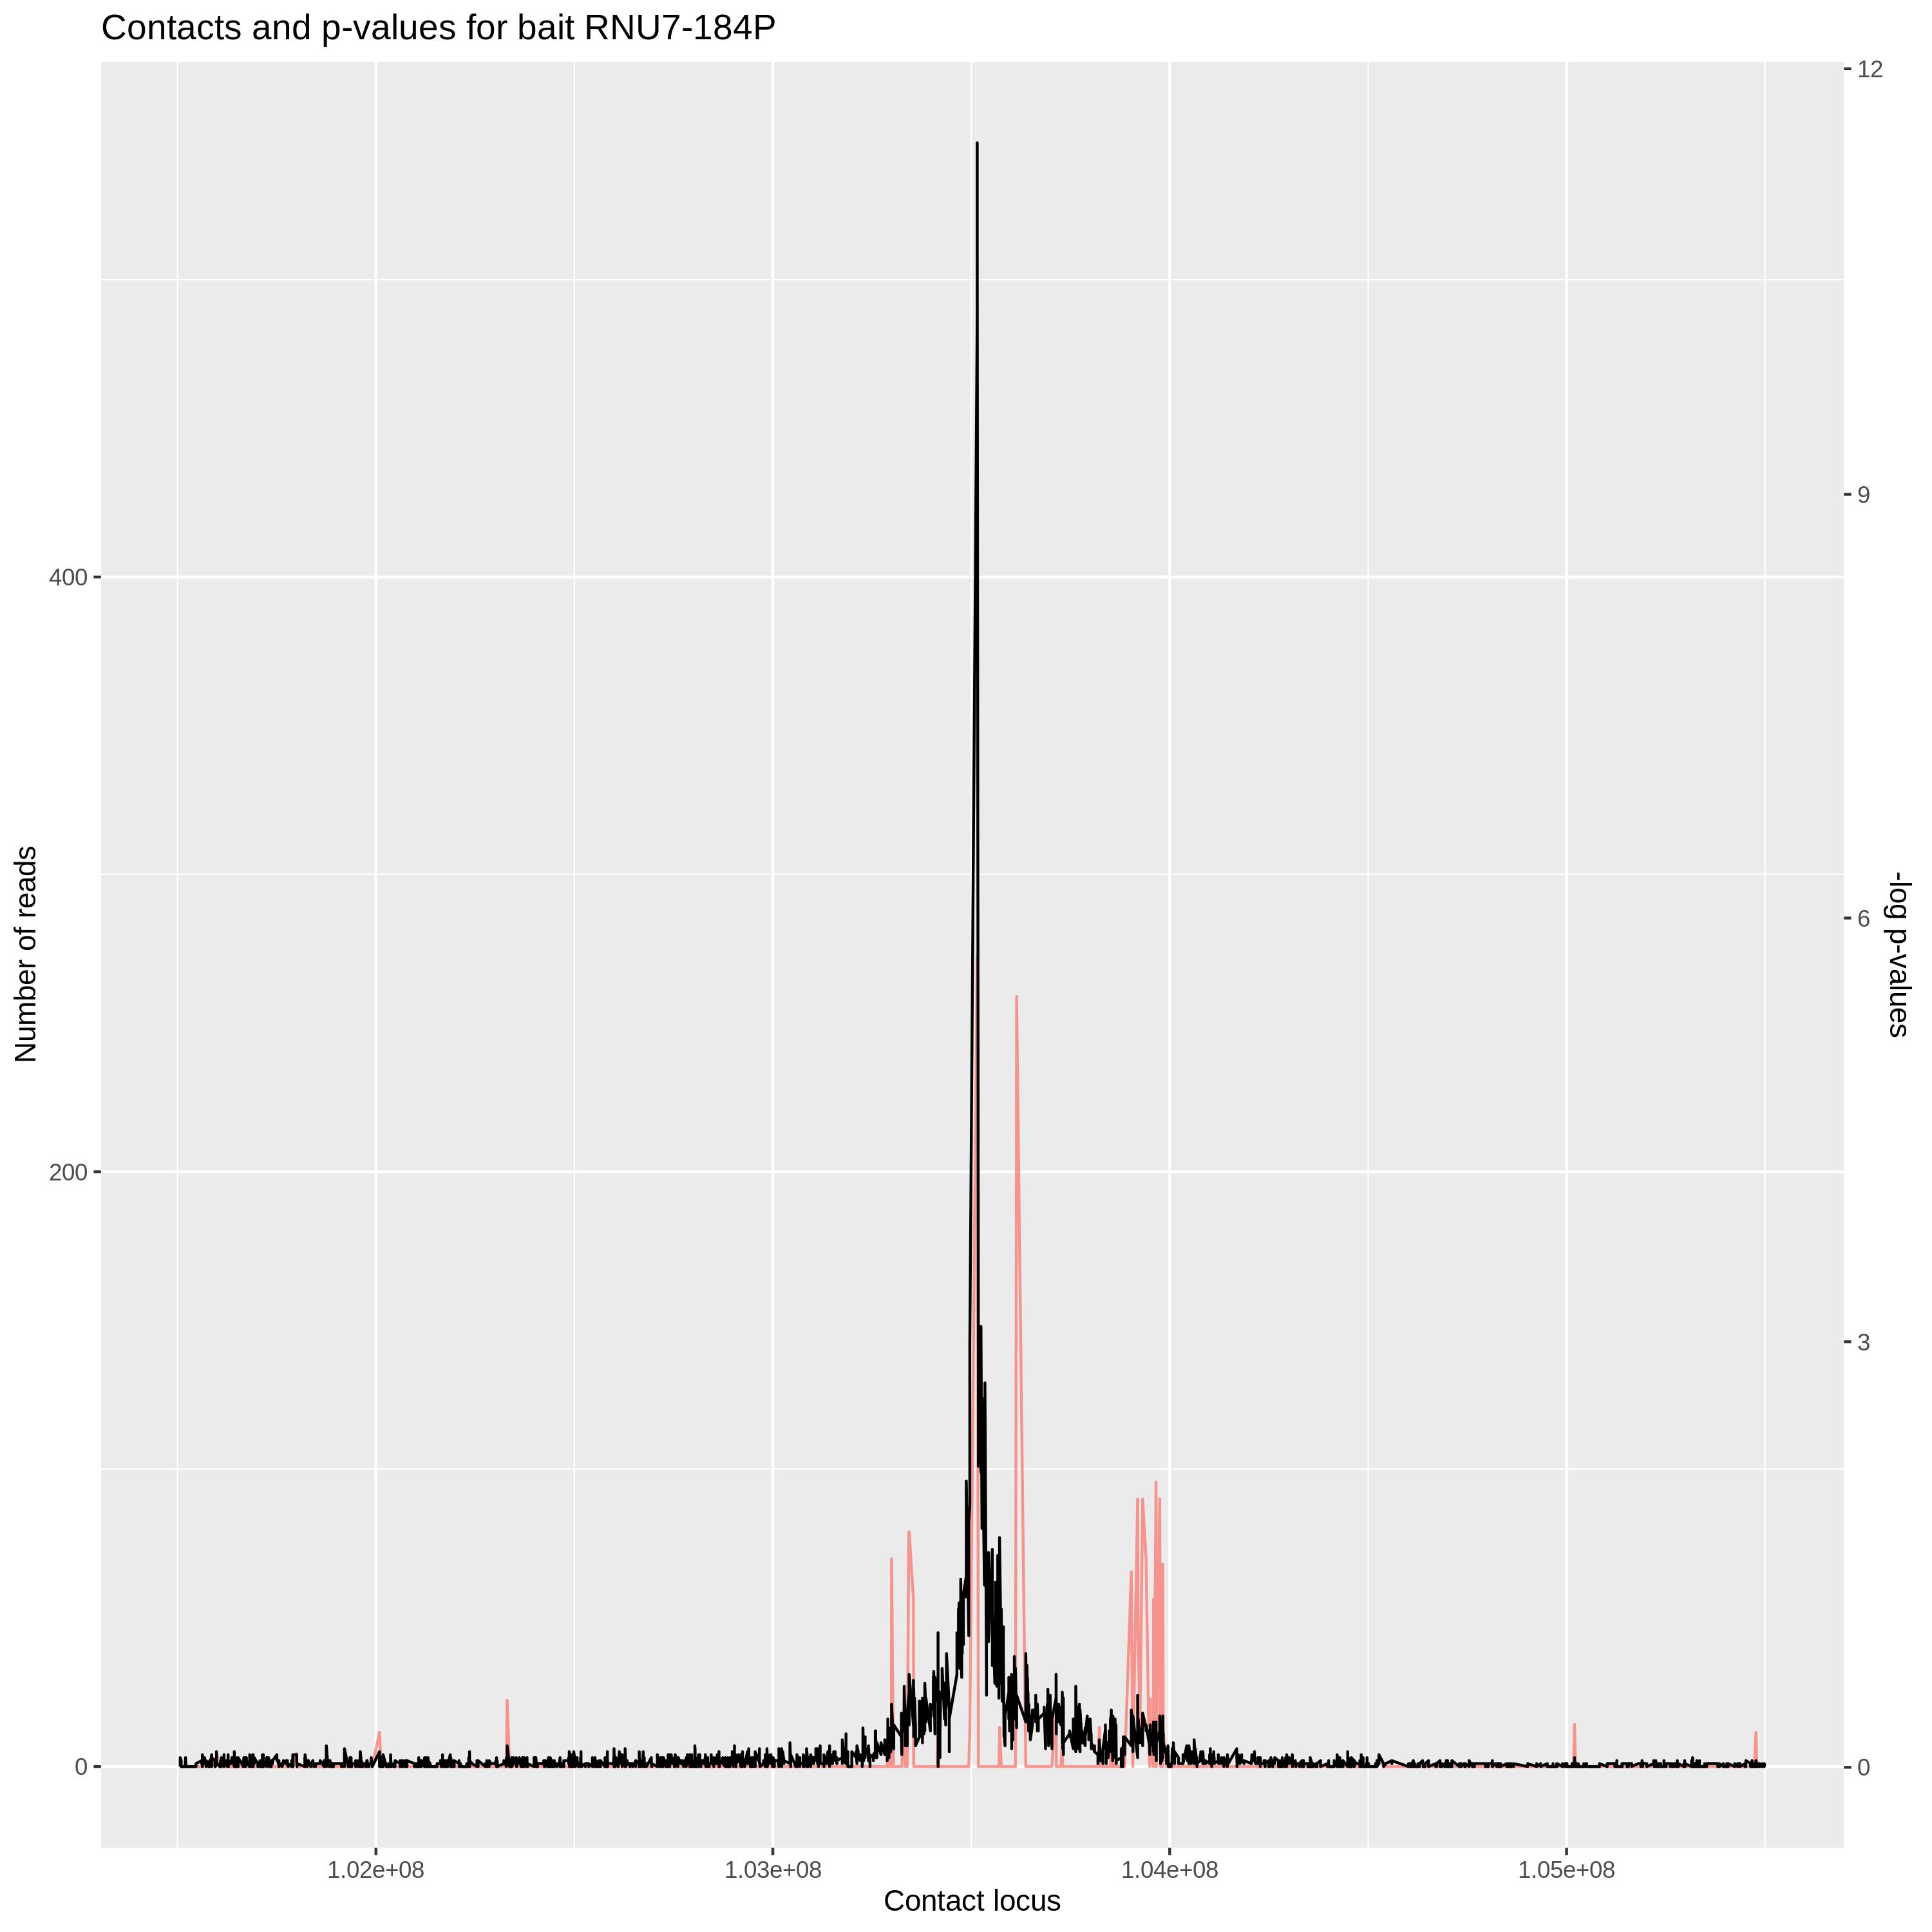 Contacts and p-values for bait RNU7-184P
12
9
6
3
0
400
200
0
Number of reads
-log p-values
1.02e+08
1.03e+08
1.04e+08
1.05e+08
Contact locus